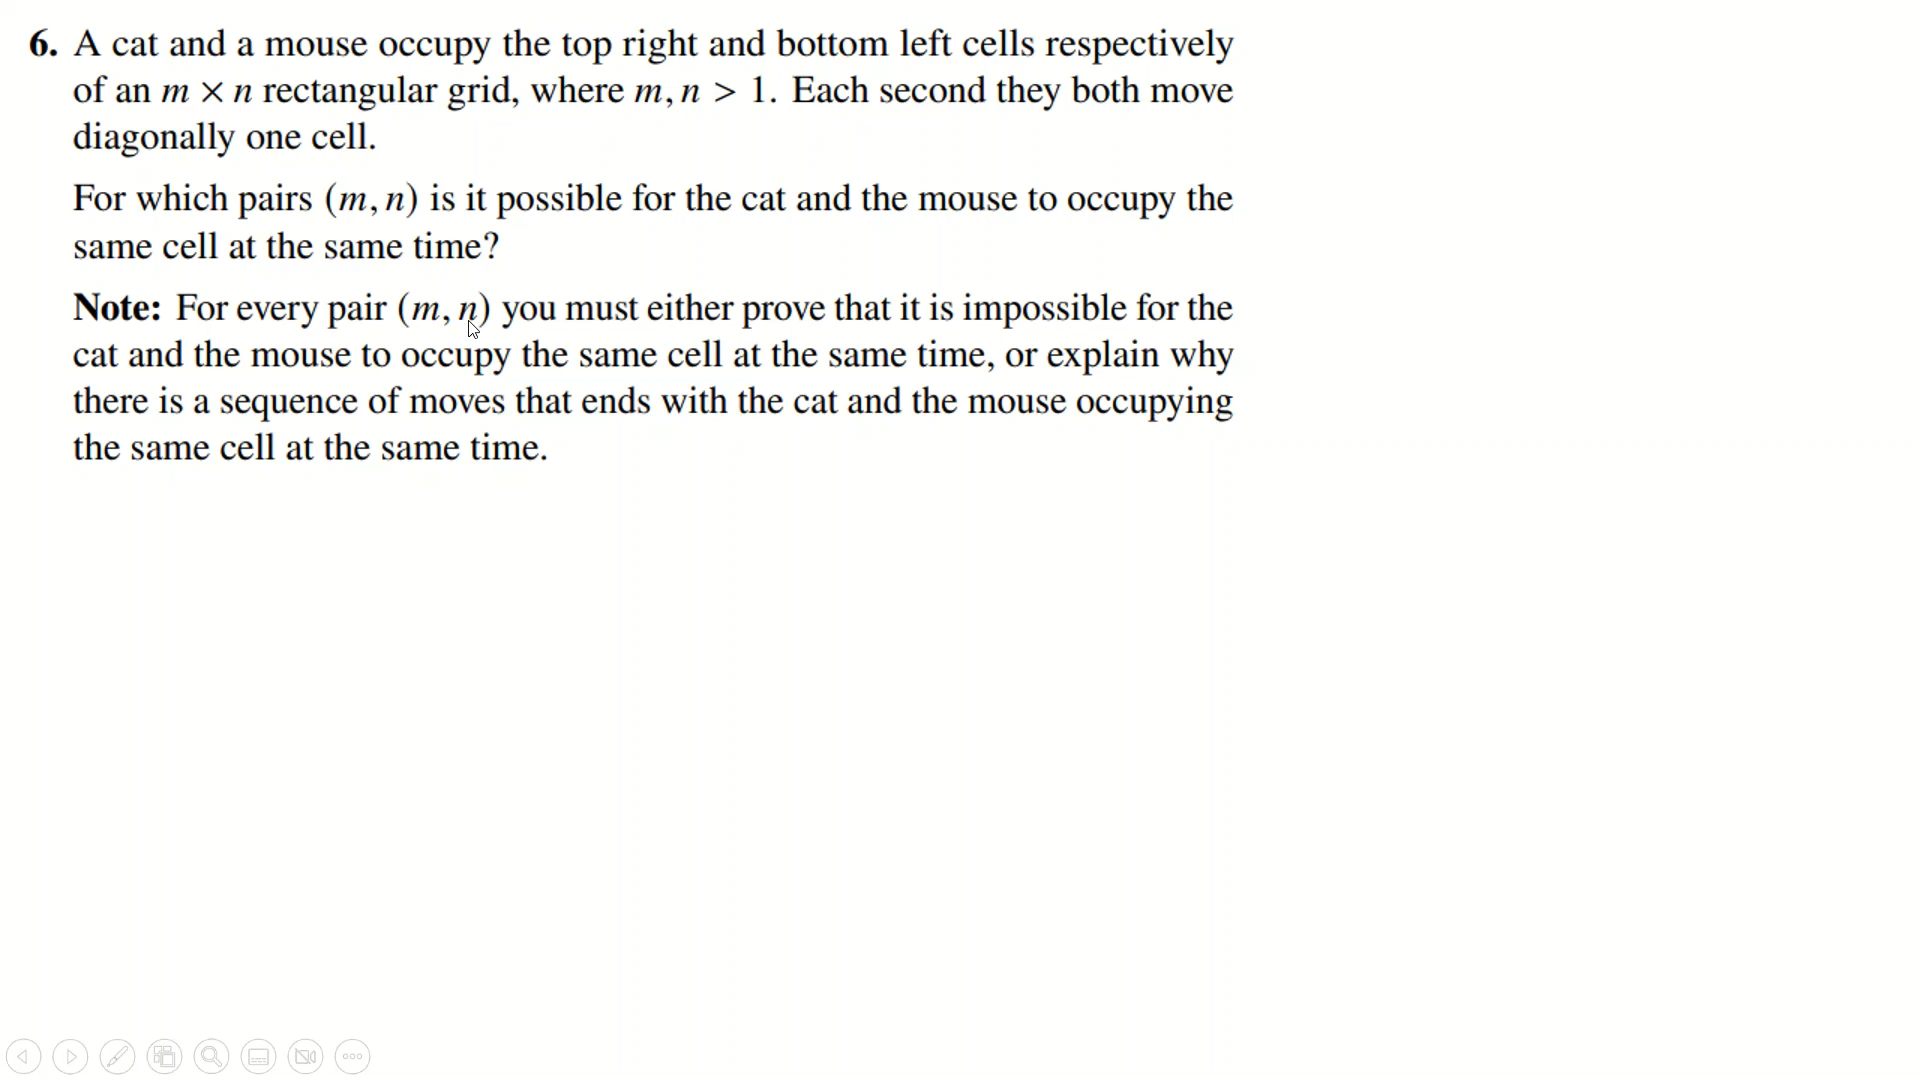 6. A cat and a mouse occupy the top right and bottom left cells respectively
of an m × n rectangular grid, where m, n > 1. Each second they both move
diagonally one cell.
For which pairs (m, n) is it possible for the cat and the mouse to occupy the
same cell at the same time?
Note: For every pair (m, n) you must either prove that it is impossible for the
cat and the mouse to occupy the same cell at the same time, or explain why
there is a sequence of moves that ends with the cat and the mouse occupying
the same cell at the same time.